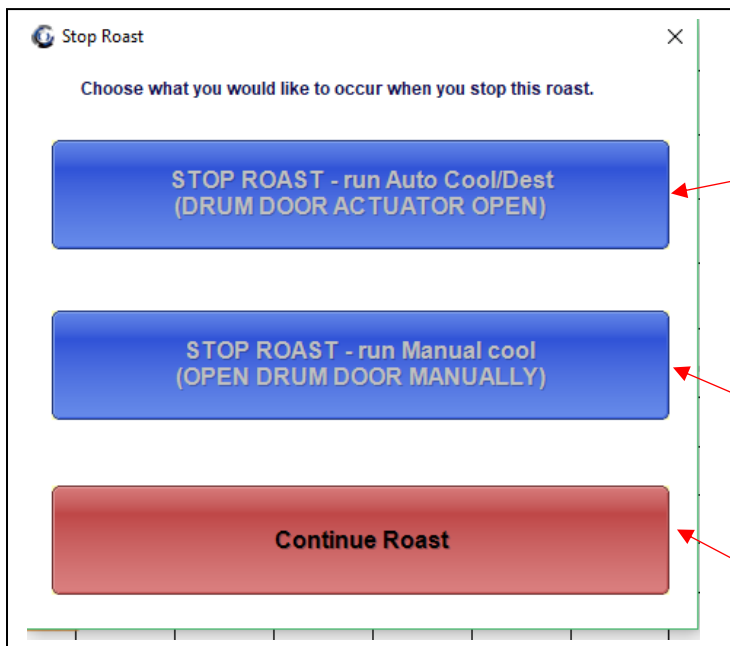 Stop Roast
Choose what you would like to occur when you stop this roast.
STOP ROAST - run Auto Cool/Dest
(DRUM DOOR ACTUATOR OPEN)
STOP ROAST - run Manual cool
(OPEN DRUM DOOR MANUALLY)
Continue Roast